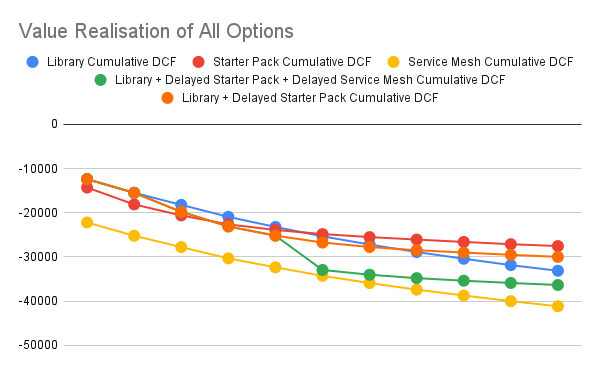 Value Realisation of All Options
Library Cumulative DCF Starter Pack Cumulative DCF Service Mesh Cumulative DCF
Library + Delayed Starter Pack + Delayed Service Mesh Cumulative DCF
Library + Delayed Starter Pack Cumulative DCF
0
-10000
-20000
-30000
-40000
-50000